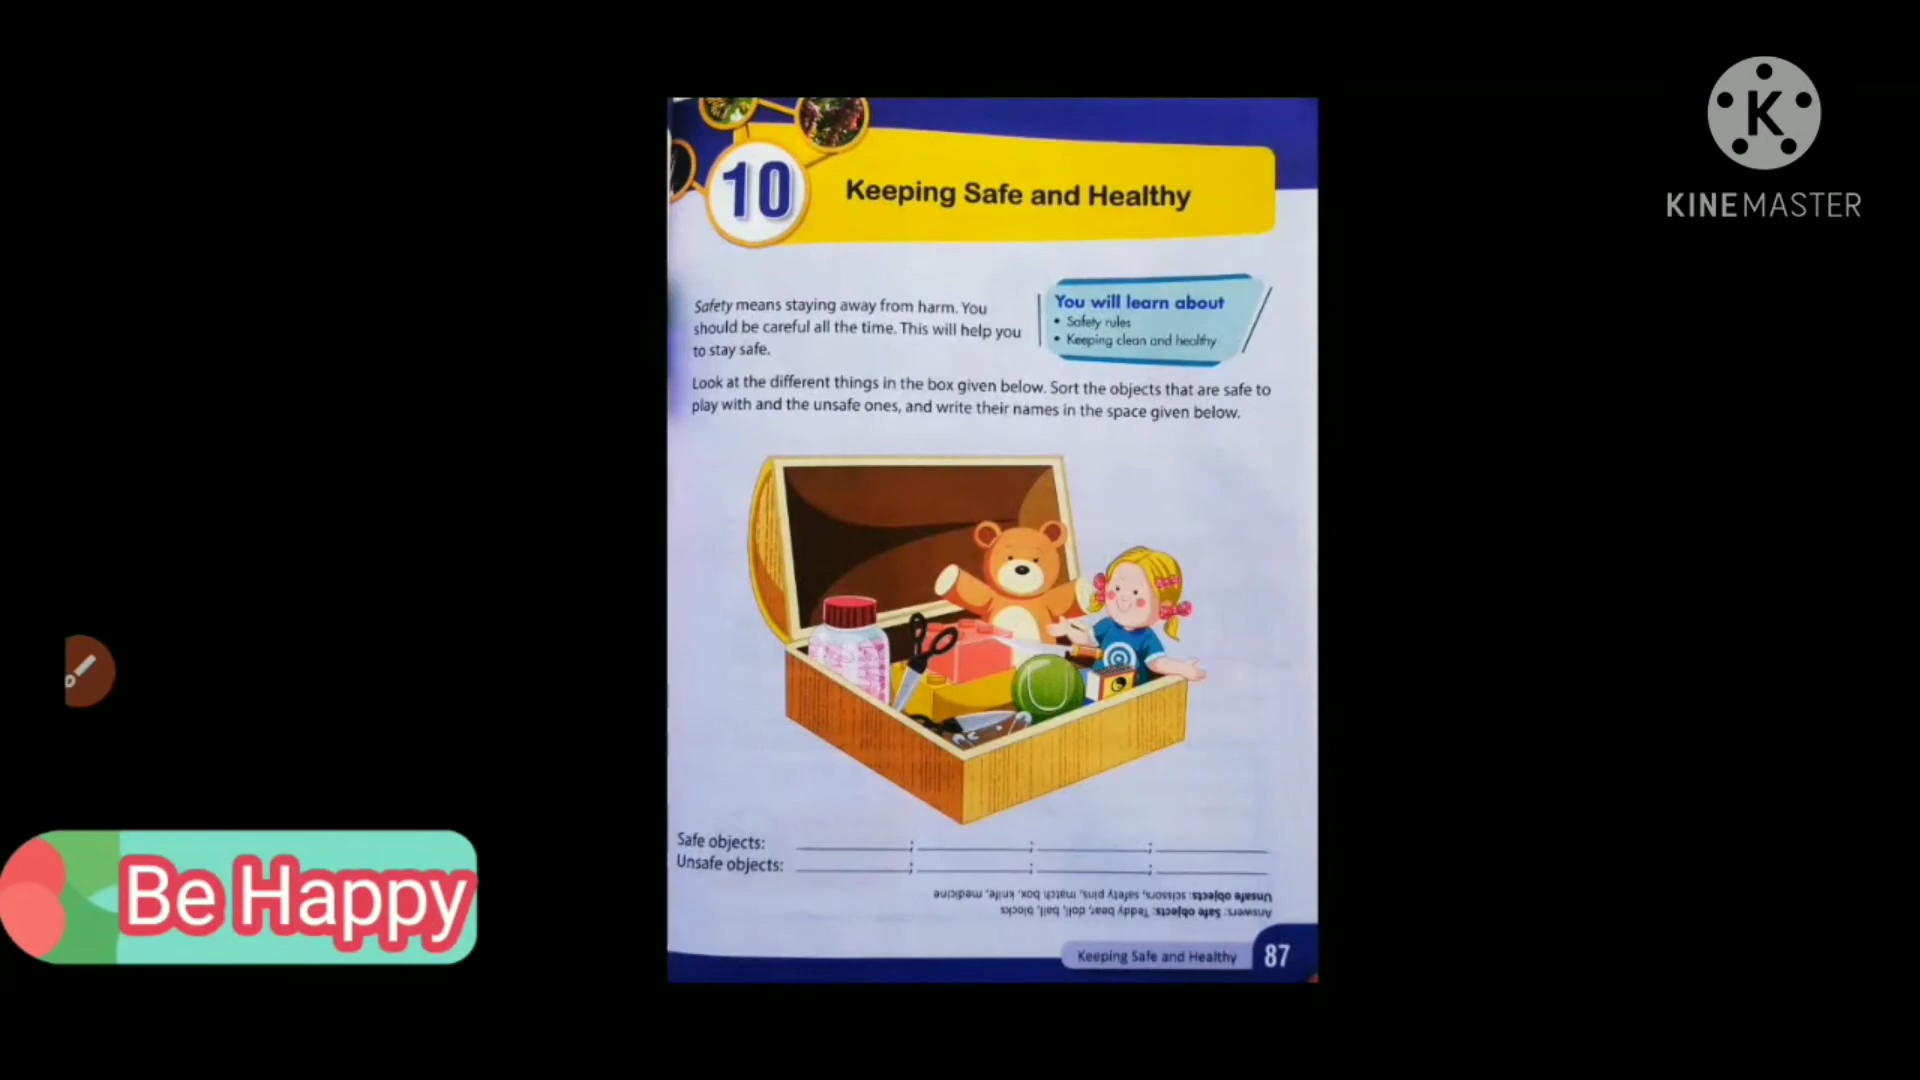 KINEMASTER
10
Keeping Safe and Healthy
Safety means staying away from harm. You
should be careful all the time. This will help you
to stay safe.
You will learn about
• Safety rules
• Keeping clean and healthy
Look at the different things in the box given below. Sort the objects that are safe to
play with and the unsafe ones, and write their names in the space given below.
Safe objects: ; ; ;
Unsafe objects: ; ; ;
Answers: Safe objects: Teddy bear, doll, ball, blocks
Unsafe objects: scissors, safety pins, match box, knife, medicine
Keeping Safe and Healthy 87
Be Happy